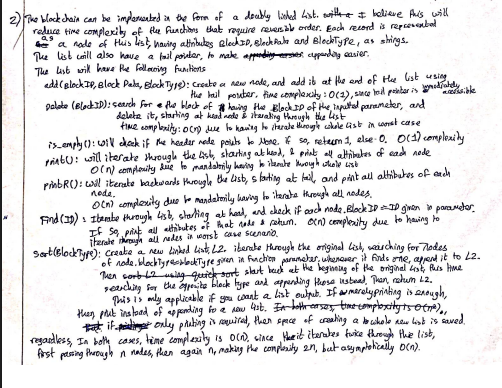 2) The blockchain can be implemented in the form of a doubly linked list. I believe this will
reduce time complexity of the functions that require reversible order. Each record is represented
as a node of this list, having attributes BlockID, BlockData and BlockType, as strings.
The list will also have a tail pointer, to make appending easier.
The list will have the following functions
add(BlockID, Block Data, BlockType): create a new node, and add it at the end of the list using
the tail pointer, time complexity: O(1), since tail pointer is immediately accessible.
Delete (BlockID): search for the block of having the BlockID of the inputed parameter, and
delete it, starting at head node & iterating through the list
time complexity: O(n) due to having to iterate through whole list in worst case
is_empty(): will check if the header node points to None. if so, return 1, else 0. O(1) complexity
print(): will iterate through the list, starting at head, & print all attributes of each node
O(n) complexity due to mandatorily having to iterate through whole list
printR(): will iterate backwards through the list, starting at tail, and print all attributes of each
node.
O(n) complexity due to mandatorily having to iterate through all nodes.
Find(ID): iterate through list, starting at head, and check if each node.BlockID = ID given in parameter.
If so, print all attributes of that node & return. O(n) complexity due to having to
iterate through all nodes in worst case scenario.
Sort(BlockType): create a new linked list, L2. iterate through the original list, searching for nodes
of node.blocktype=blockType given in function parameter. whenever it finds one, append it to L2.
Then start back at the beginning of the original list, this time
searching for the opposite block type and appending those instead. Then, return L2.
This is only applicable if you want a list output. If merely printing is enough,
then print instead of appending to a new list. In both cases, time complexity is O(n),
if only printing is required, then space of creating a whole new list is saved.
regardless, In both cases, time complexity is O(n), since it iterates twice through the list,
first passing through n nodes, then again n, making the complexity 2n, but asymptotically O(n).